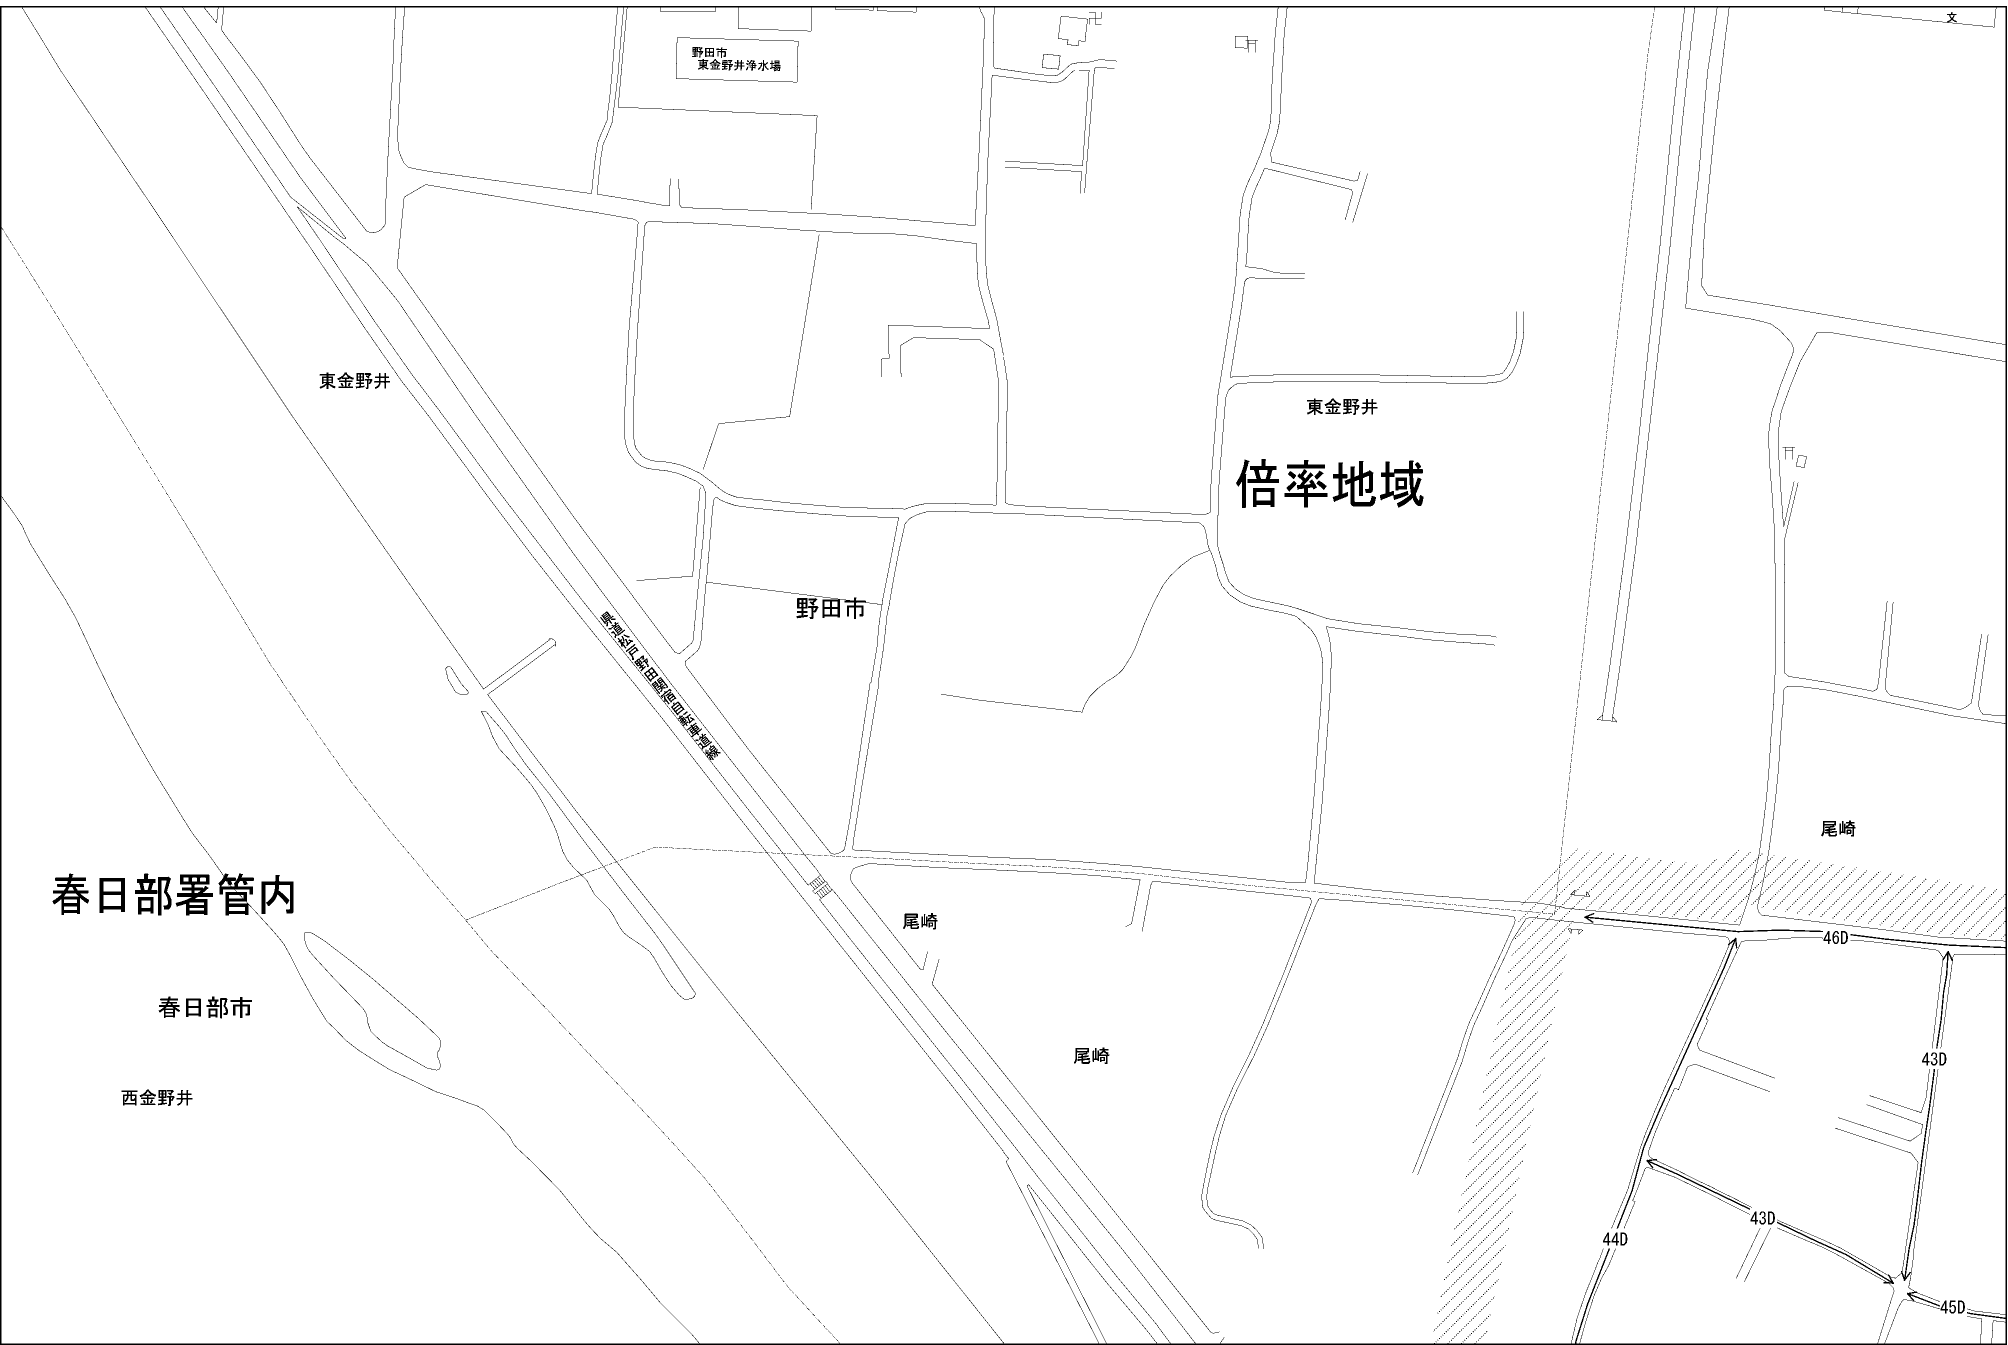 文
野田市
東金野井浄水場
東金野井
東金野井
倍率地域
野田市
県道松戸野田関宿自転車道線
尾崎
春日部署管内
尾崎
46D
春日部市
尾崎
43D
西金野井
43D
44D
45D